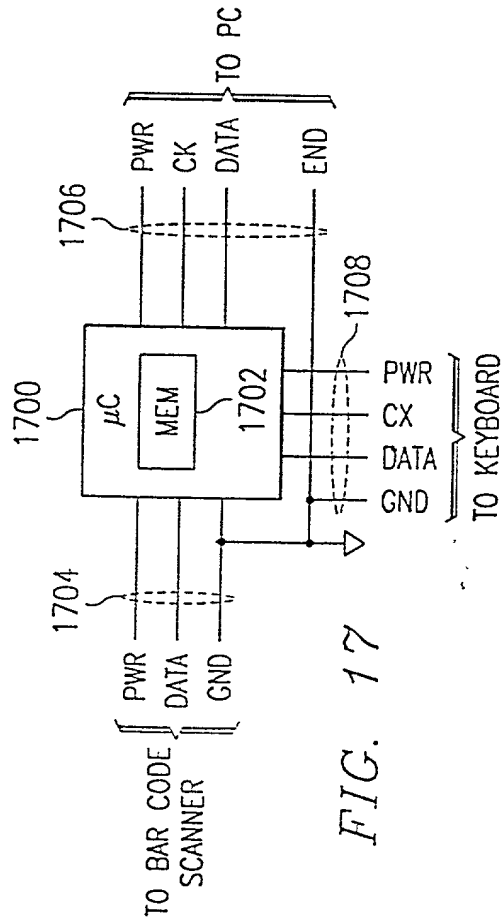 1700
μC
MEM
1702
1704
PWR
DATA
GND
TO BAR CODE
SCANNER
1706
PWR
CK
DATA
END
TO PC
1708
PWR
CX
DATA
GND
TO KEYBOARD
FIG. 17